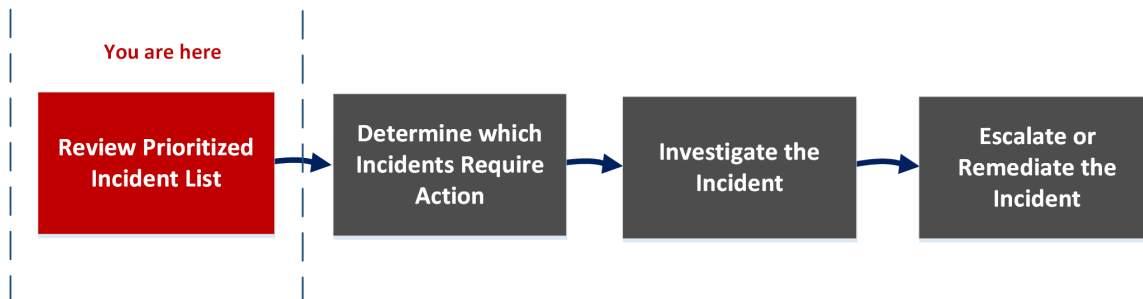 You are here
Review Prioritized
Incident List
Determine which
Incidents Require
Action
Investigate the
Incident
Escalate or
Remediate the
Incident